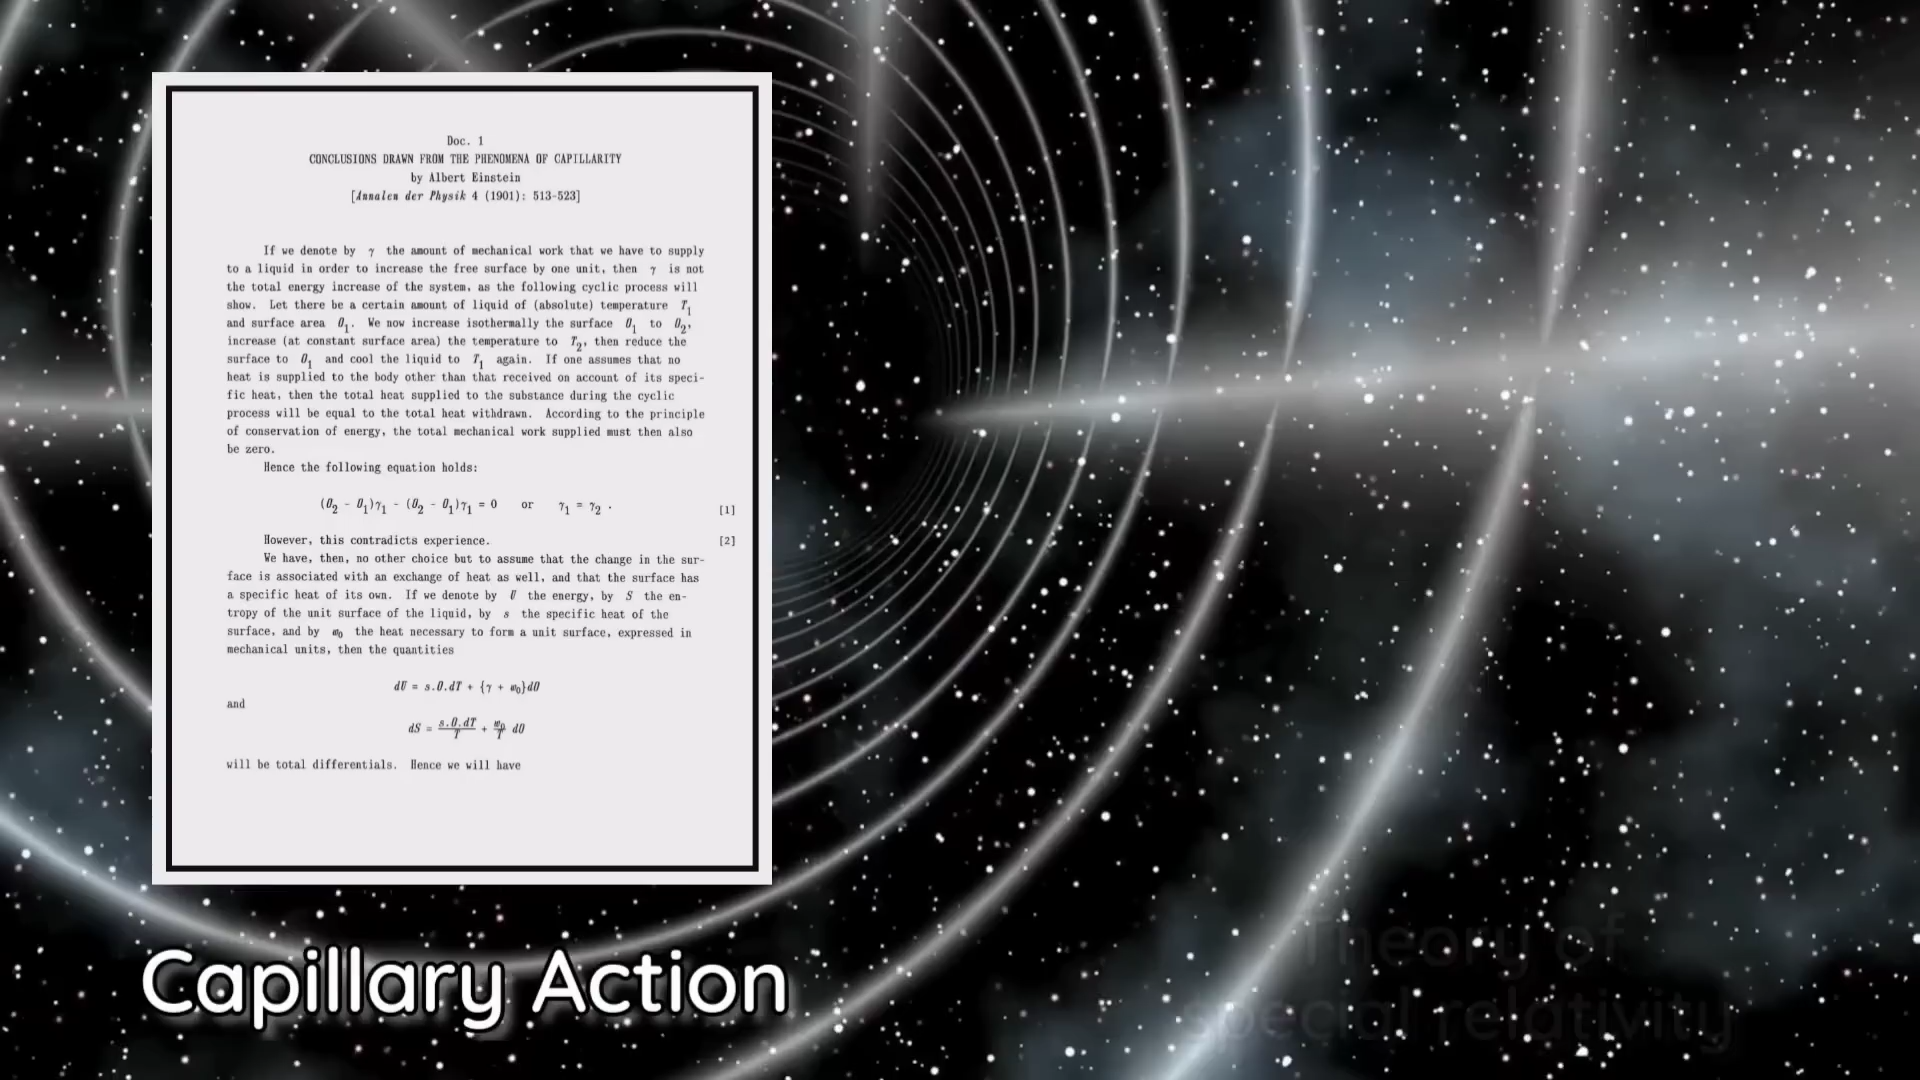 Doc. 1
CONCLUSIONS DRAWN FROM THE PHENOMENA OF CAPILLARITY
by Albert Einstein
[Annalen der Physik 4 (1901): 513-523]
If we denote by γ the amount of mechanical work that we have to supply
to a liquid in order to increase the free surface by one unit, then γ is not
the total energy increase of the system, as the following cyclic process will
show. Let there be a certain amount of liquid of (absolute) temperature T₁
and surface area O₁. We now increase isothermally the surface O₁ to O₂,
increase (at constant surface area) the temperature to T₂, then reduce the
surface to O₁ and cool the liquid to T₁ again. If one assumes that no
heat is supplied to the body other than that received on account of its speci-
fic heat, then the total heat supplied to the substance during the cyclic
process will be equal to the total heat withdrawn. According to the principle
of conservation of energy, the total mechanical work supplied must then also
be zero.
Hence the following equation holds:
(O₂ - O₁)γ₁ - (O₂ - O₁)γ₁ = 0 or γ₁ = γ₂ . [1]
However, this contradicts experience. [2]
We have, then, no other choice but to assume that the change in the sur-
face is associated with an exchange of heat as well, and that the surface has
a specific heat of its own. If we denote by U the energy, by S the en-
tropy of the unit surface of the liquid, by s the specific heat of the
surface, and by w₀ the heat necessary to form a unit surface, expressed in
mechanical units, then the quantities
dU = s.O.dT + {γ + w₀}dO
and
dS = s.O.dT/T + w₀/T dO
will be total differentials. Hence we will have
Capillary Action
Theory of
special relativity